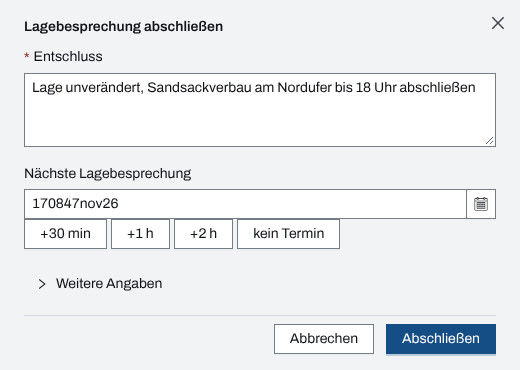 Lagebesprechung abschließen
* Entschluss
Lage unverändert, Sandsackverbau am Nordufer bis 18 Uhr abschließen
Nächste Lagebesprechung
170847nov26
+30 min +1 h +2 h kein Termin
Weitere Angaben
Abbrechen Abschließen